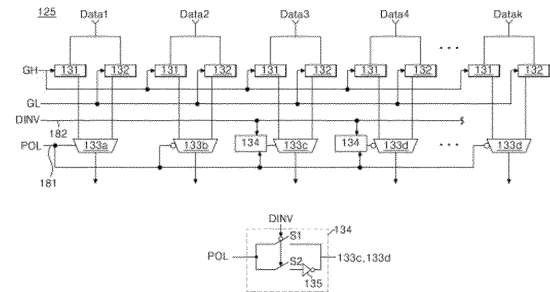 125
Data1 Data2 Data3 Data4 Datak
GH 131 132 131 132 131 132 131 132 131 132
GL
DINV
182
134 134
POL 133a 133b 133c 133d 133d
181
DINV
134
S1
POL 133c,133d
S2
135